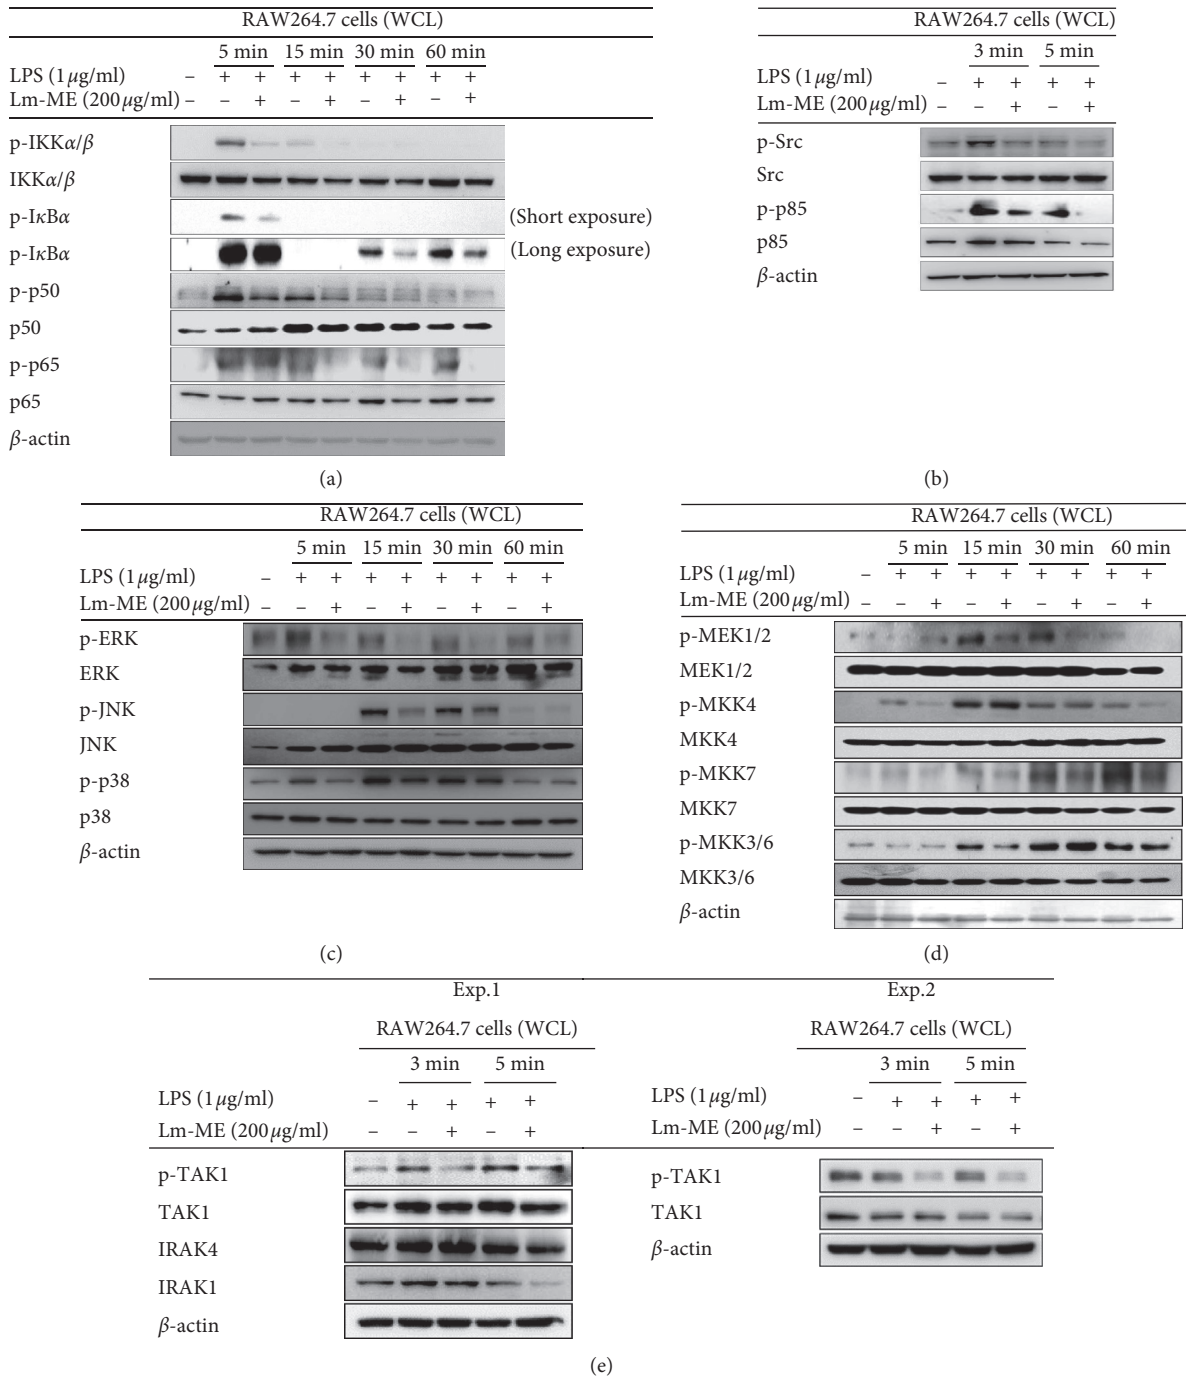 RAW264.7 cells (WCL)
5 min 15 min 30 min 60 min
LPS (1 μg/ml) – + + + + + + + +
Lm-ME (200 μg/ml) – – + – + – + – +
p-IKKα/β
IKKα/β
p-IκBα (Short exposure)
p-IκBα (Long exposure)
p-p50
p50
p-p65
p65
β-actin
(a)
RAW264.7 cells (WCL)
3 min 5 min
LPS (1 μg/ml) – + + + +
Lm-ME (200 μg/ml) – – + – +
p-Src
Src
p-p85
p85
β-actin
(b)
RAW264.7 cells (WCL)
5 min 15 min 30 min 60 min
LPS (1 μg/ml) – + + + + + + + +
Lm-ME (200 μg/ml) – – + – + – + – +
p-ERK
ERK
p-JNK
JNK
p-p38
p38
β-actin
(c)
RAW264.7 cells (WCL)
5 min 15 min 30 min 60 min
LPS (1 μg/ml) – + + + + + + + +
Lm-ME (200 μg/ml) – – + – + – + – +
p-MEK1/2
MEK1/2
p-MKK4
MKK4
p-MKK7
MKK7
p-MKK3/6
MKK3/6
β-actin
(d)
Exp.1
RAW264.7 cells (WCL)
3 min 5 min
LPS (1 μg/ml) – + + + +
Lm-ME (200 μg/ml) – – + – +
p-TAK1
TAK1
IRAK4
IRAK1
β-actin
Exp.2
RAW264.7 cells (WCL)
3 min 5 min
LPS (1 μg/ml) – + + + +
Lm-ME (200 μg/ml) – – + – +
p-TAK1
TAK1
β-actin
(e)